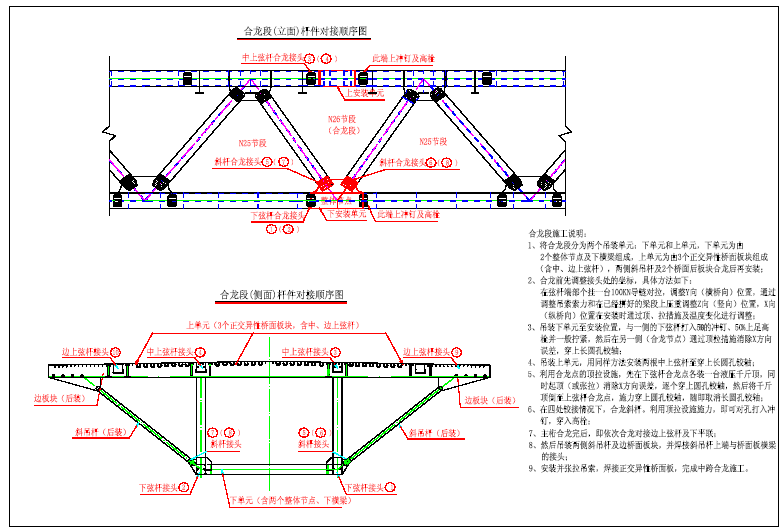 合龙段(立面)杆件对接顺序图
中上弦杆合龙接头
此端上冲钉及高栓
上安装单元
N26节段
(合龙段)
N25节段
N25节段
斜杆合龙接头
斜杆合龙接头
整体节点
下弦杆合龙接头
下安装单元
此端上冲钉及高栓
合龙段(侧面)杆件对接顺序图
上单元(3个正交异性桥面板块,含中、边上弦杆)
边上弦杆接头
中上弦杆接头
中上弦杆接头
边上弦杆接头
边板块(后装)
边板块(后装)
斜吊杆(后装)
斜杆接头
斜杆接头
斜吊杆(后装)
下弦杆接头
下弦杆接头
下单元(含两个整体节点、下横梁)
合龙段施工说明:
1、将合龙段分为两个吊装单元:下单元和上单元,下单元为由
2个整体节点及下横梁组成,上单元为由3个正交异性桥面板块组成
(含中、边上弦杆),两侧斜吊杆及2个桥面后板块合龙后再安装;
2、合龙前先调整接头处的坐标,具体方法如下:
在弦杆端部个挂一台100KN导链对拉,调整Y向(横桥向)位置,通过
调整吊索索力和在已经拼好的梁段上压重调整Z向(竖向)位置,X向
(纵桥向)位置在安装时通过顶、拉措施及温度变化进行调整;
3、吊装下单元至安装位置,与一侧的下弦杆打入50%的冲钉、50%上足高
栓并一般拧紧,然后在另一侧(合龙节点)通过顶拉措施消除X方向
误差,穿上长圆孔铰轴;
4、吊装上单元,用同样方法安装两根中上弦杆至穿上长圆孔铰轴;
5、利用合龙点的顶拉设施,先在下弦杆合龙点各装一台液压千斤顶,同
时起顶(或张拉)消除X方向误差,逐个穿上圆孔铰轴,然后将千斤
顶倒至上弦杆合龙点,施力穿上圆孔铰轴,随即取消长圆孔铰轴;
6、在四处铰接情况下,合龙斜杆,利用顶拉设施施力,即可对孔打入冲
钉,穿入高栓;
7、主桁合龙完后,即依次合龙对接边上弦杆及下平联;
8、然后吊装两侧斜吊杆及边桥面板块,并焊接斜吊杆上端与桥面板横梁
的接头;
9、安装并张拉吊索,焊接正交异性桥面板,完成中跨合龙施工。